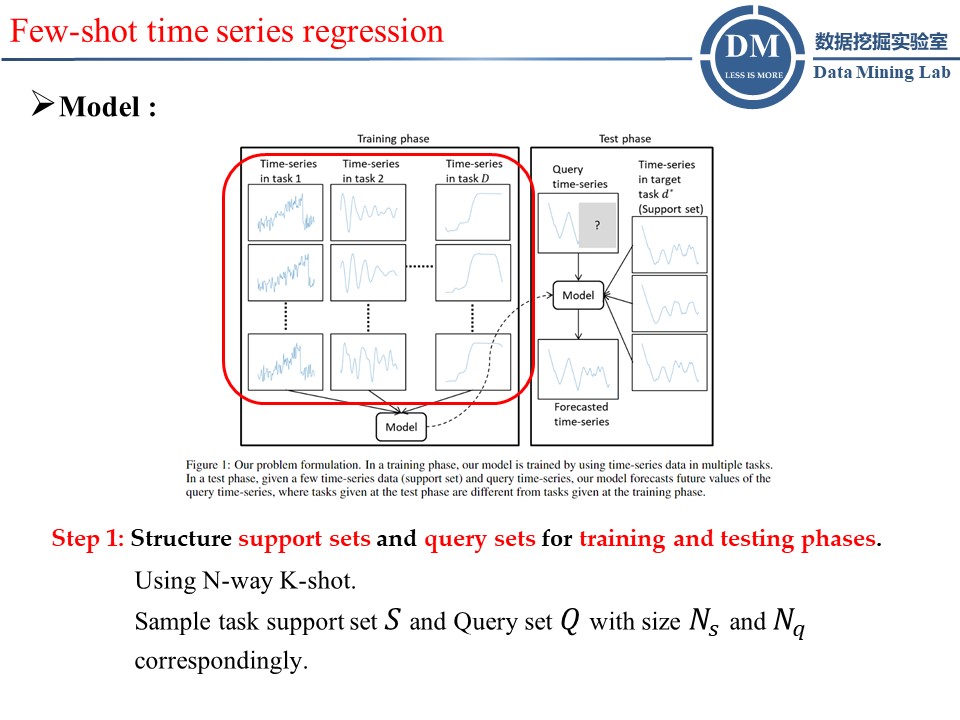 Few-shot time series regression
DM
LESS IS MORE
数据挖掘实验室
Data Mining Lab
➢Model :
Training phase
Test phase
Time-series
in task 1
Time-series
in task 2
Time-series
in task D
Query
time-series
Time-series
in target
task d*
(Support set)
?
Model
Model
Forecasted
time-series
Figure 1: Our problem formulation. In a training phase, our model is trained by using time-series data in multiple tasks.
In a test phase, given a few time-series data (support set) and query time-series, our model forecasts future values of the
query time-series, where tasks given at the test phase are different from tasks given at the training phase.
Step 1: Structure support sets and query sets for training and testing phases.
Using N-way K-shot.
Sample task support set S and Query set Q with size Ns and Nq
correspondingly.